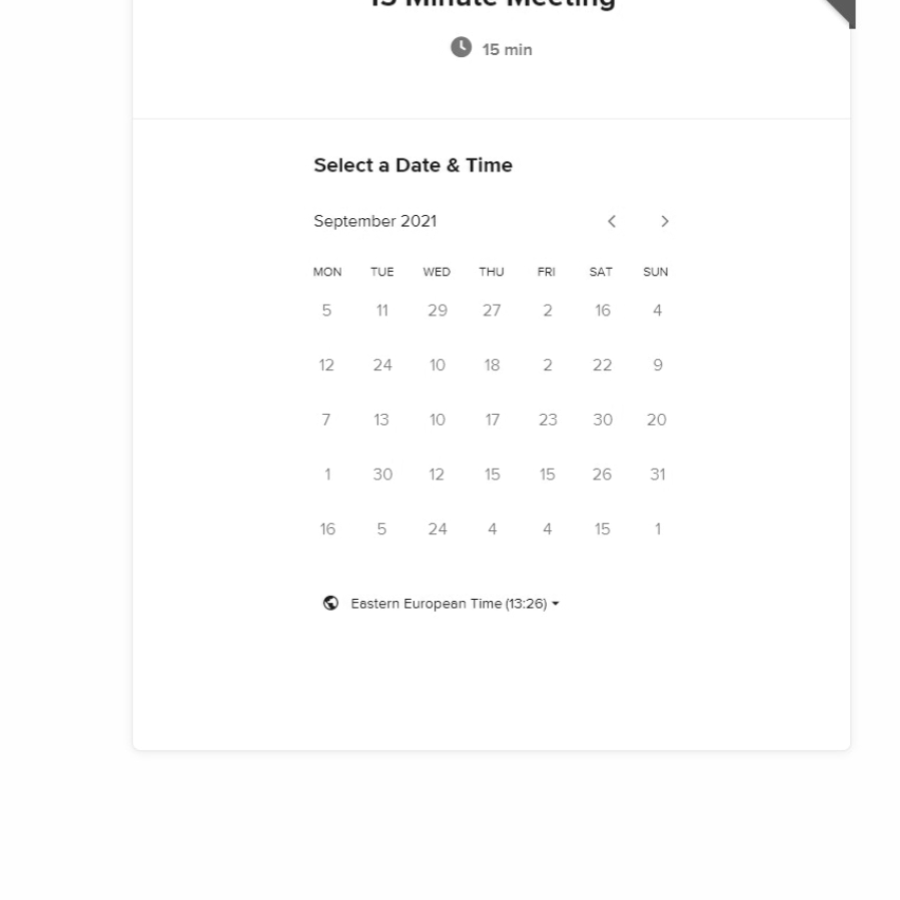 15 Minute Meeting
15 min
Select a Date & Time
September 2021
MON TUE WED THU FRI SAT SUN
5 11 29 27 2 16 4
12 24 10 18 2 22 9
7 13 10 17 23 30 20
1 30 12 15 15 26 31
16 5 24 4 4 15 1
Eastern European Time (13:26)